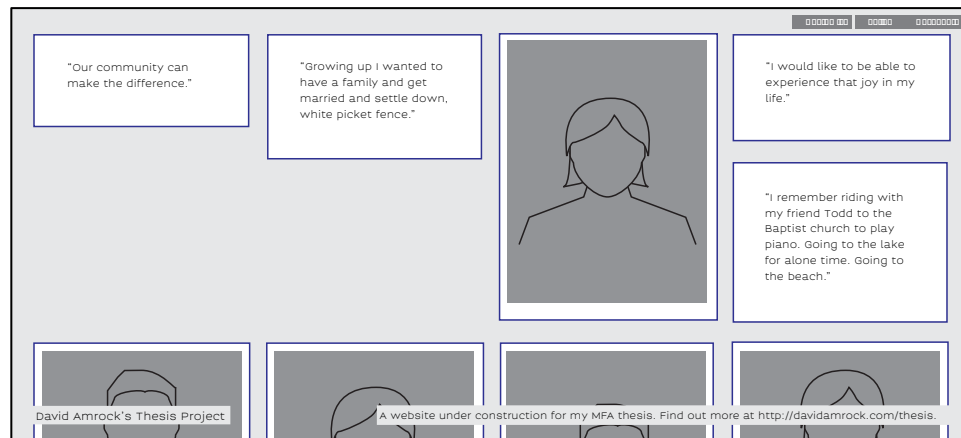 “Our community can
make the difference.”
“Growing up I wanted to
have a family and get
married and settle down,
white picket fence.”
“I would like to be able to
experience that joy in my
life.”
“I remember riding with
my friend Todd to the
Baptist church to play
piano. Going to the lake
for alone time. Going to
the beach.”
David Amrock's Thesis Project
A website under construction for my MFA thesis. Find out more at http://davidamrock.com/thesis.